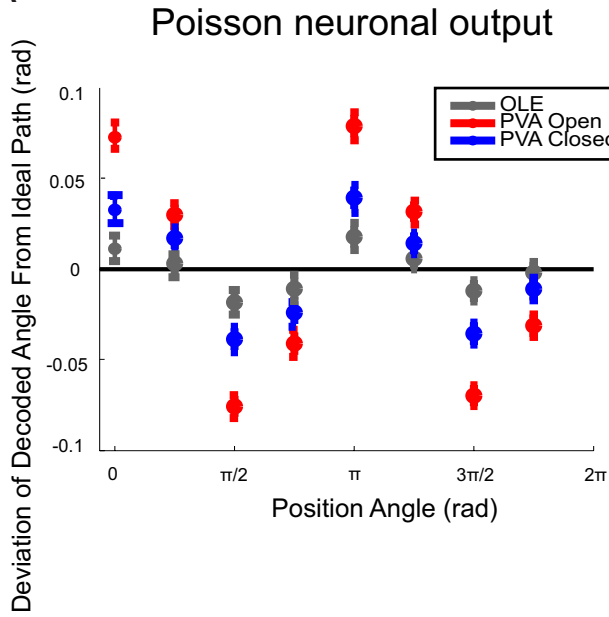 Poisson neuronal output
Deviation of Decoded Angle From Ideal Path (rad)
0.1
0.05
0
-0.05
-0.1
OLE
PVA Open
PVA Closed
0
π/2
π
3π/2
2π
Position Angle (rad)